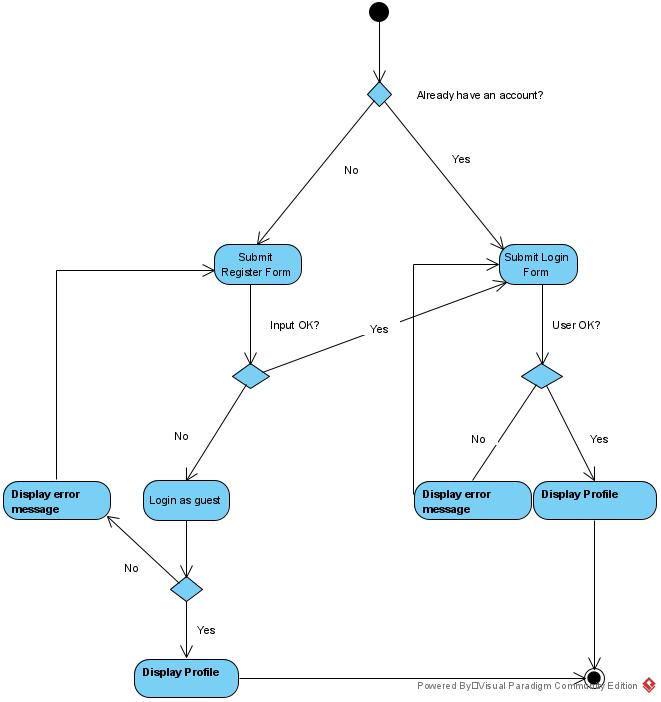 Already have an account?
No
Yes
Submit
Register Form
Submit Login
Form
Input OK?
Yes
User OK?
No
No
Yes
Display error
message
Login as guest
Display error
message
Display Profile
No
Yes
Display Profile
Powered By Visual Paradigm Community Edition